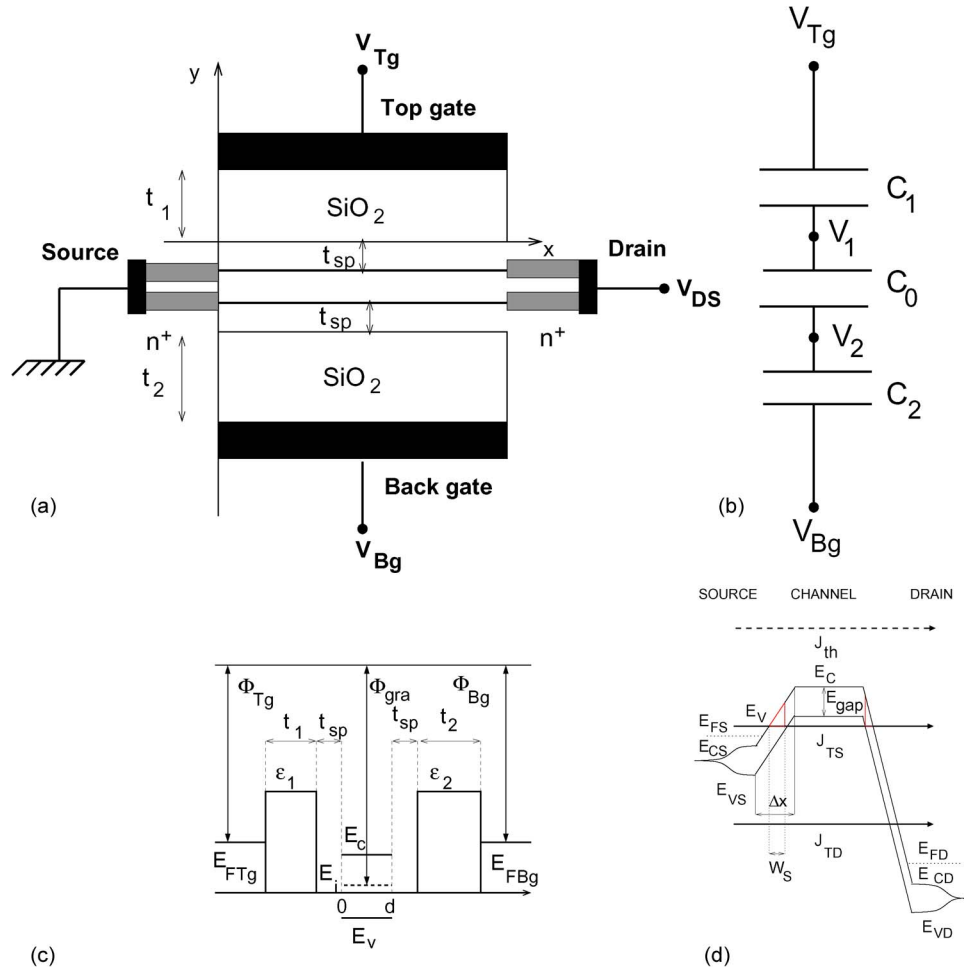 V_Tg
y
Top gate
t_1
SiO_2
Source
t_sp
x
Drain
V_DS
t_sp
n^+
n^+
t_2
SiO_2
Back gate
(a)
V_Bg
V_Tg
C_1
V_1
C_0
V_2
C_2
(b)
V_Bg
Φ_Tg
Φ_gra
Φ_Bg
t_1
t_sp
t_sp
t_2
ε_1
ε_2
E_c
E_FTg
E_i
E_FBg
0
d
E_v
(c)
SOURCE CHANNEL DRAIN
J_th
E_C
E_V
E_gap
E_FS
J_TS
E_CS
E_VS
Δx
J_TD
E_FD
W_S
E_CD
E_VD
(d)